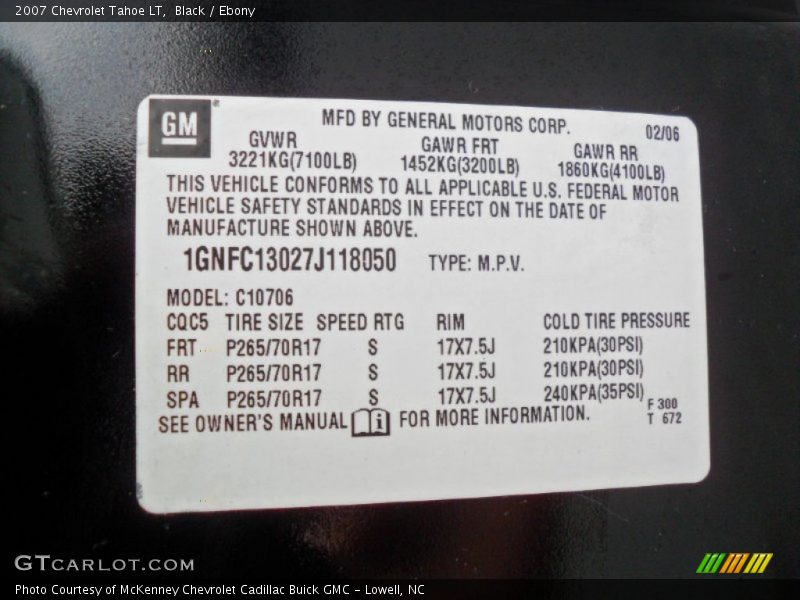 2007 Chevrolet Tahoe LT, Black / Ebony
GM
MFD BY GENERAL MOTORS CORP. 02/06
GVWR GAWR FRT GAWR RR
3221KG(7100LB) 1452KG(3200LB) 1860KG(4100LB)
THIS VEHICLE CONFORMS TO ALL APPLICABLE U.S. FEDERAL MOTOR
VEHICLE SAFETY STANDARDS IN EFFECT ON THE DATE OF
MANUFACTURE SHOWN ABOVE.
1GNFC13027J118050 TYPE: M.P.V.
MODEL: C10706
CQC5 TIRE SIZE SPEED RTG RIM COLD TIRE PRESSURE
FRT P265/70R17 S 17X7.5J 210KPA(30PSI)
RR P265/70R17 S 17X7.5J 210KPA(30PSI)
SPA P265/70R17 S 17X7.5J 240KPA(35PSI)
SEE OWNER'S MANUAL i FOR MORE INFORMATION.
F 300
T 672
GTCARLOT.COM
Photo Courtesy of McKenney Chevrolet Cadillac Buick GMC - Lowell, NC